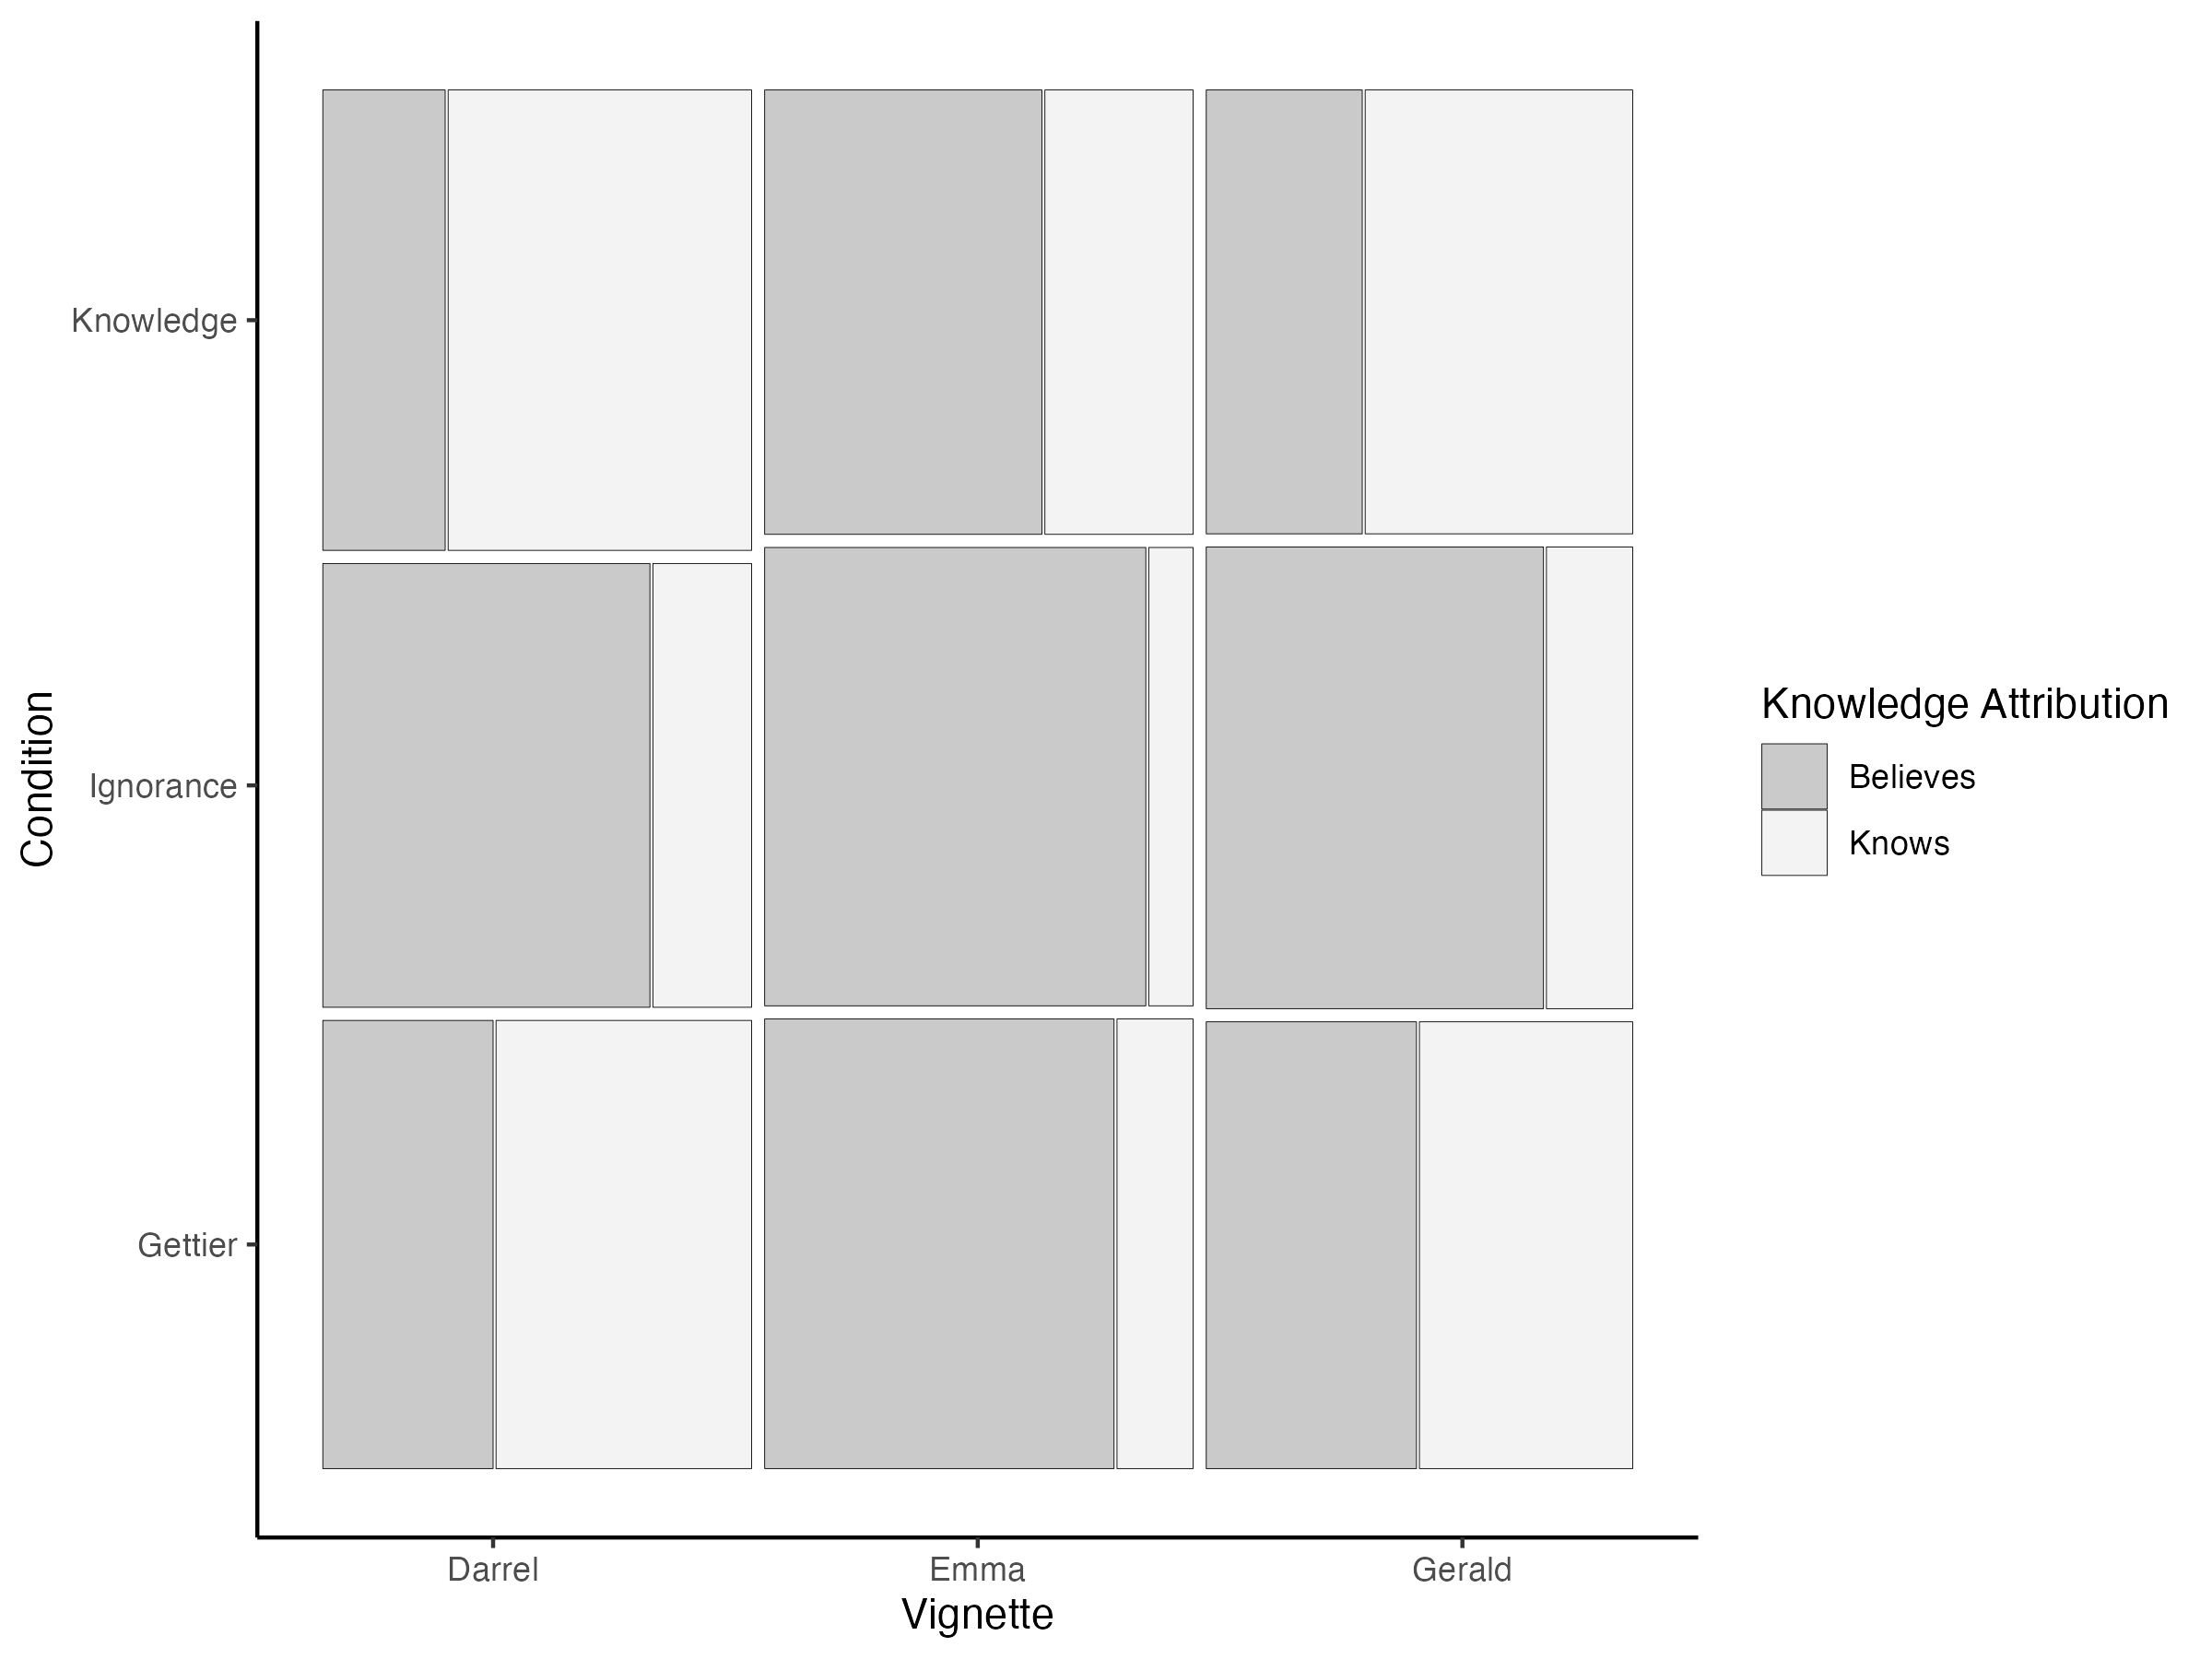 Condition
Knowledge
Ignorance
Gettier
Darrel
Emma
Gerald
Vignette
Knowledge Attribution
Believes
Knows